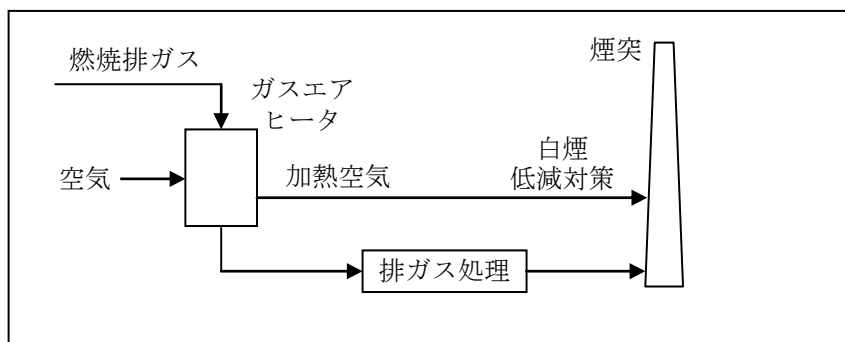 燃焼排ガス
煙突
ガスエア
ヒータ
空気
加熱空気
白煙
低減対策
排ガス処理